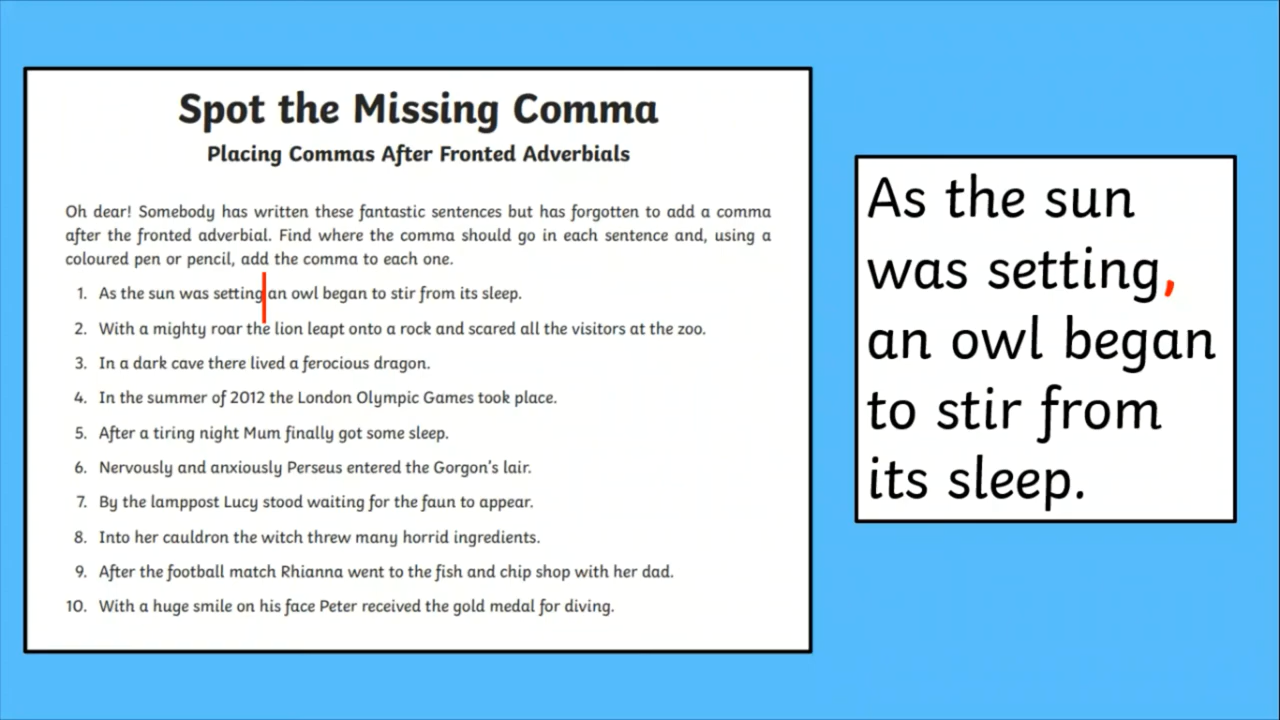 Spot the Missing Comma
Placing Commas After Fronted Adverbials
Oh dear! Somebody has written these fantastic sentences but has forgotten to add a comma
after the fronted adverbial. Find where the comma should go in each sentence and, using a
coloured pen or pencil, add the comma to each one.
1. As the sun was setting an owl began to stir from its sleep.
2. With a mighty roar the lion leapt onto a rock and scared all the visitors at the zoo.
3. In a dark cave there lived a ferocious dragon.
4. In the summer of 2012 the London Olympic Games took place.
5. After a tiring night Mum finally got some sleep.
6. Nervously and anxiously Perseus entered the Gorgon's lair.
7. By the lamppost Lucy stood waiting for the faun to appear.
8. Into her cauldron the witch threw many horrid ingredients.
9. After the football match Rhianna went to the fish and chip shop with her dad.
10. With a huge smile on his face Peter received the gold medal for diving.
As the sun
was setting,
an owl began
to stir from
its sleep.